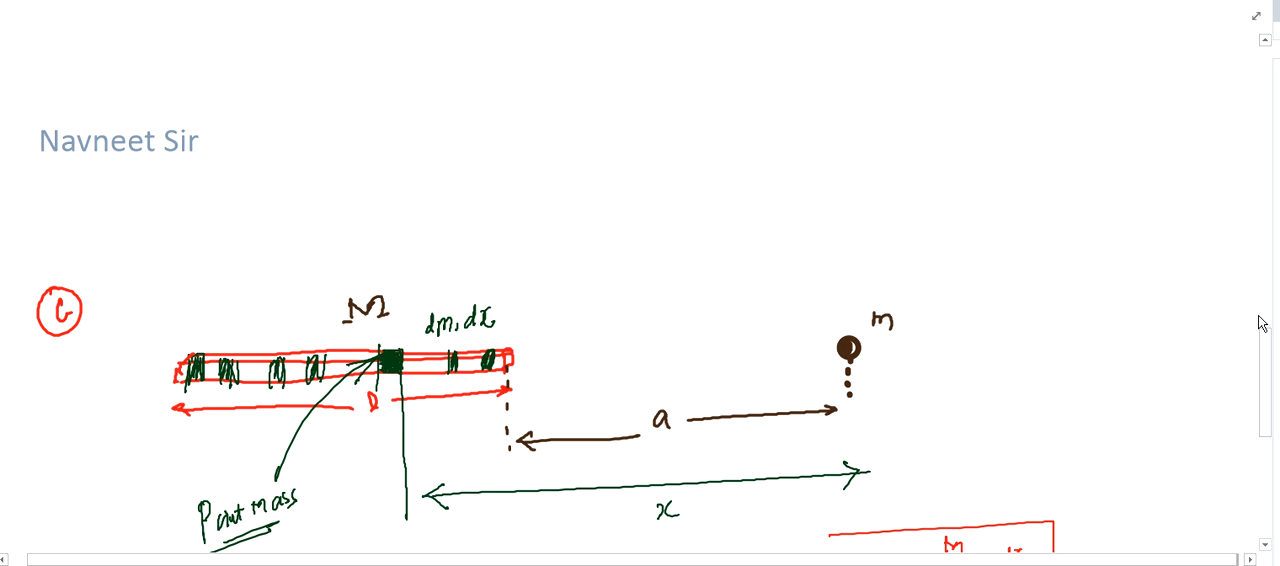 Navneet Sir
M
dm, dx
m
l
a
Point mass
x
m